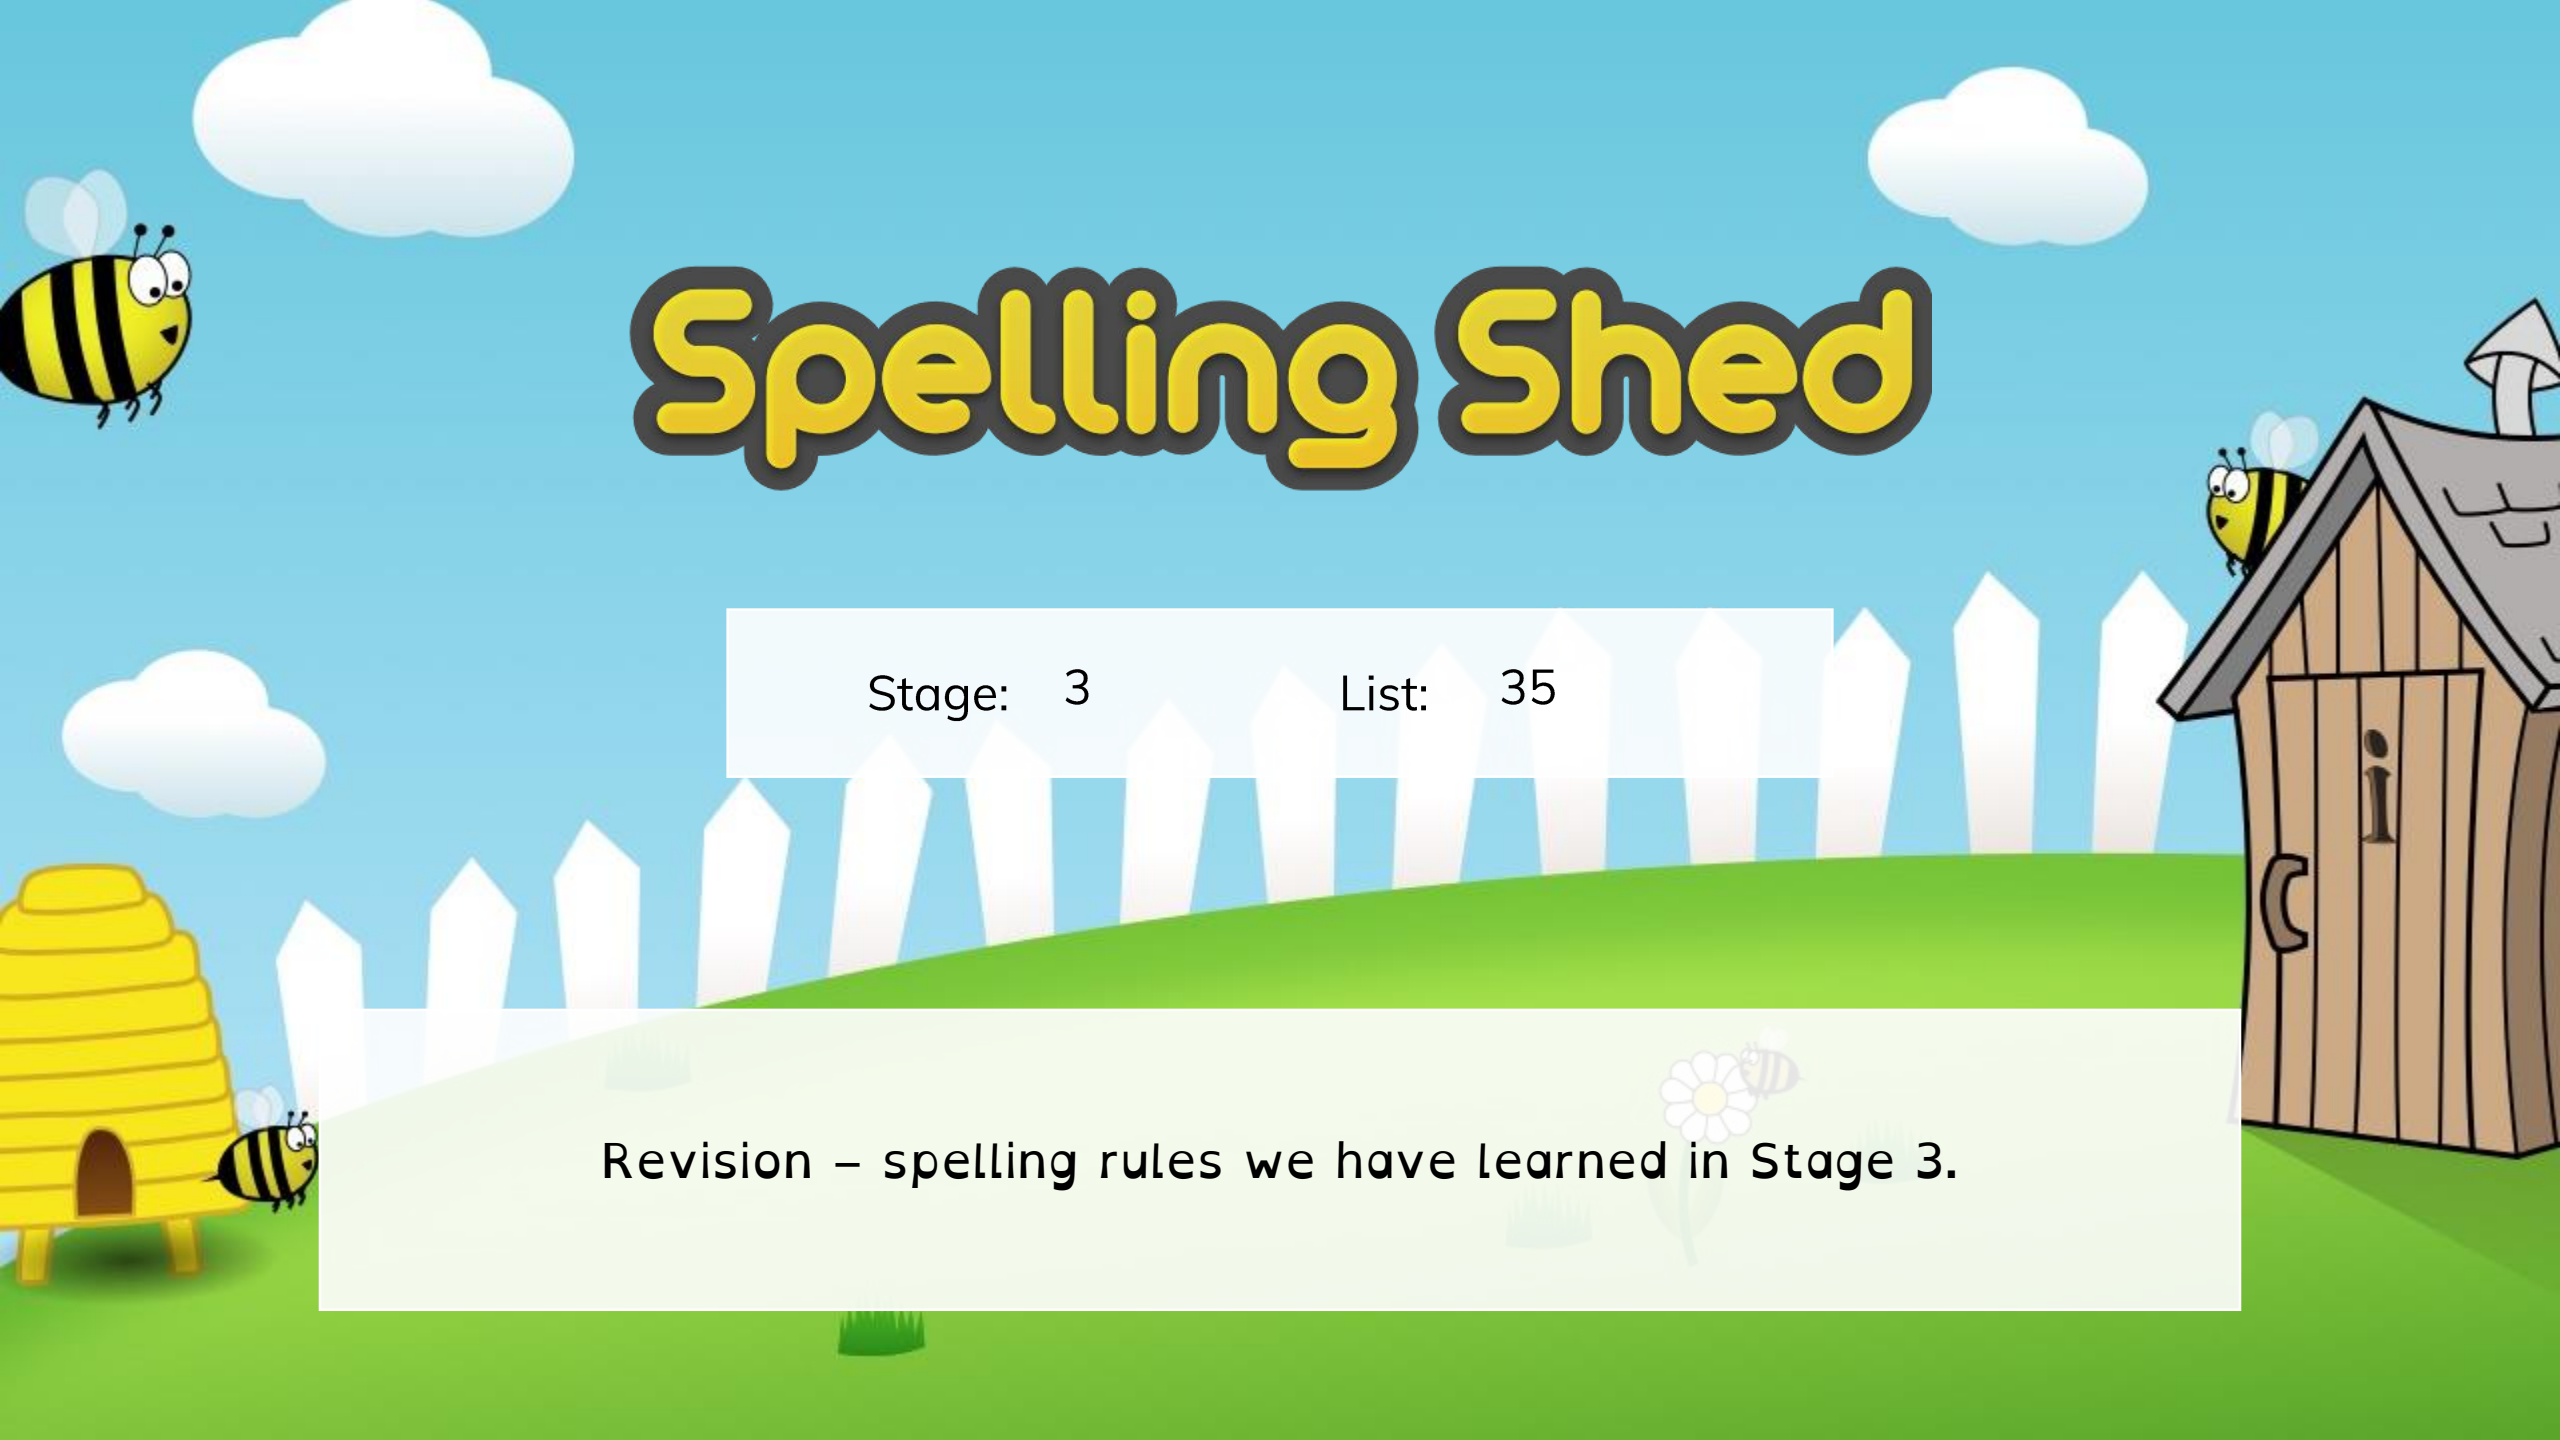 Spelling Shed
Stage: 3 List: 35
i
Revision – spelling rules we have learned in Stage 3.